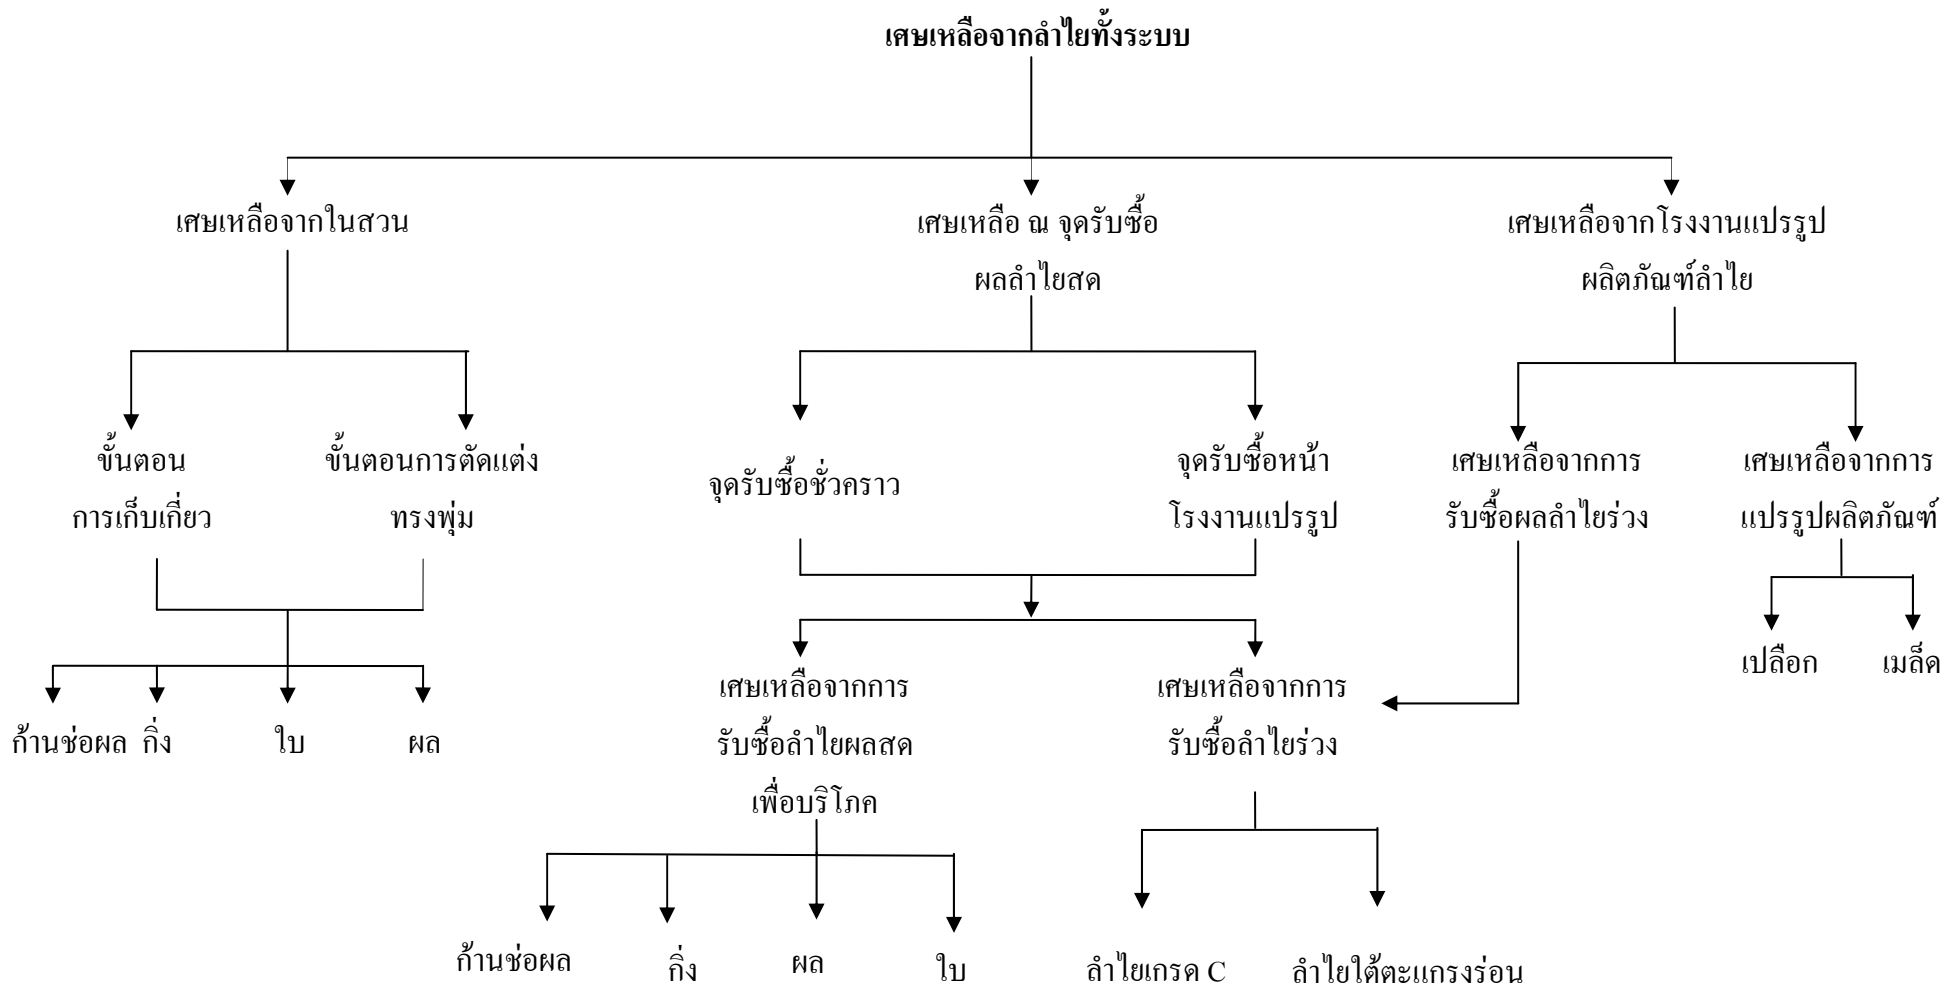 เศษเหลือจากลำไยทั้งระบบ
เศษเหลือจากในสวน
เศษเหลือ ณ จุดรับซื้อ
ผลลำไยสด
เศษเหลือจากโรงงานแปรรูป
ผลิตภัณฑ์ลำไย
ขั้นตอน
การเก็บเกี่ยว
ขั้นตอนการตัดแต่ง
ทรงพุ่ม
จุดรับซื้อชั่วคราว
จุดรับซื้อหน้า
โรงงานแปรรูป
เศษเหลือจากการ
รับซื้อผลลำไยร่วง
เศษเหลือจากการ
แปรรูปผลิตภัณฑ์
เปลือก
เมล็ด
ก้านช่อผล
กิ่ง
ใบ
ผล
เศษเหลือจากการ
รับซื้อลำไยผลสด
เพื่อบริโภค
เศษเหลือจากการ
รับซื้อลำไยร่วง
ก้านช่อผล
กิ่ง
ผล
ใบ
ลำไยเกรด C
ลำไยใต้ตะแกรงร่อน